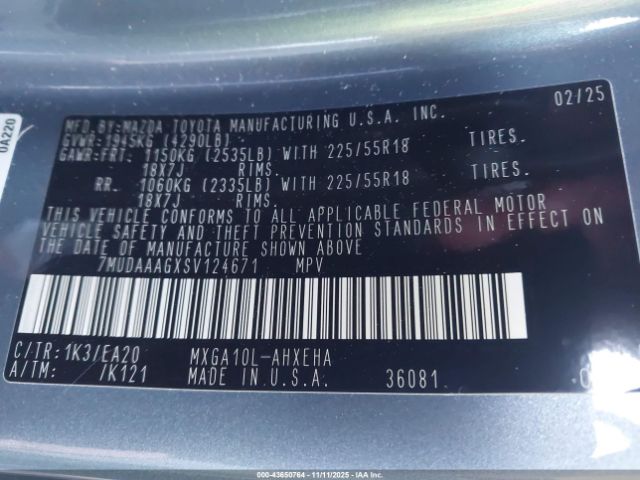 0A220
MFD.BY:MAZDA TOYOTA MANUFACTURING U.S.A. INC. 02/25
GVWR:1945KG (4290LB)
GAWR:FRT: 1150KG (2535LB) WITH 225/55R18 TIRES.
18X7J RIMS.
RR. 1060KG (2335LB) WITH 225/55R18 TIRES.
18X7J RIMS.
THIS VEHICLE CONFORMS TO ALL APPLICABLE FEDERAL MOTOR
VEHICLE SAFETY AND THEFT PREVENTION STANDARDS IN EFFECT ON
THE DATE OF MANUFACTURE SHOWN ABOVE.
7MUDAAAGXSV124671 MPV
C/TR:1K3/EA20 MXGA10L-AHXEHA
A/TM: /K121 MADE IN U.S.A. 36081
000-43650764 - 11/11/2025 - IAA Inc.